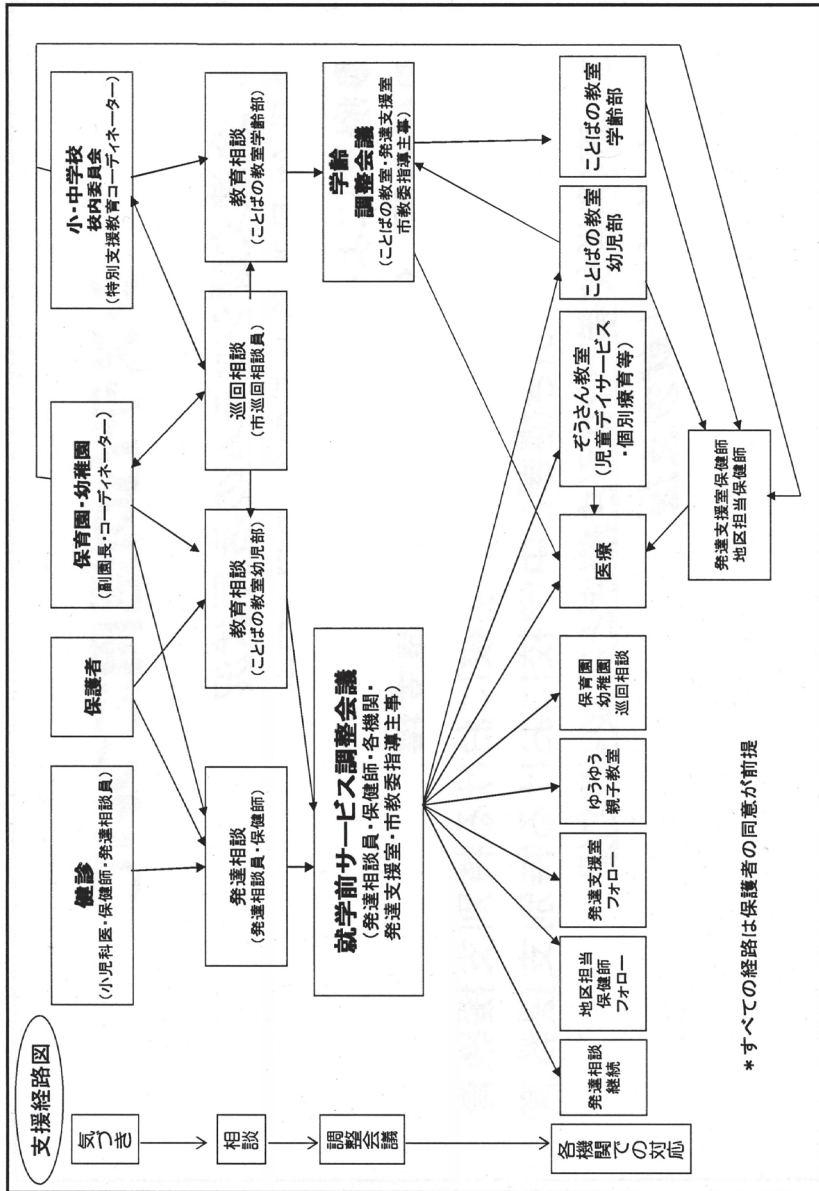 支援経路図
気づき
相談
調整会議
各機関での対応
健診
(小児科医・保健師・発達相談員)
保護者
保育園・幼稚園
(副園長・コーディネーター)
小・中学校
校内委員会
(特別支援教育コーディネーター)
発達相談
(発達相談員・保健師)
教育相談
(ことばの教室幼児部)
巡回相談
(市巡回相談員)
教育相談
(ことばの教室学齢部)
就学前サービス調整会議
(発達相談員・保健師・各機関・
発達支援室・市教委指導主事)
学齢
調整会議
(ことばの教室・発達支援室
市教委指導主事)
発達相談
継続
地区担当
保健師
フォロー
発達支援室
フォロー
ゆうゆう
親子教室
保育園
幼稚園
巡回相談
医療
ぞうさん教室
(児童デイサービス
・個別療育等)
ことばの教室
幼児部
ことばの教室
学齢部
発達支援室保健師
地区担当保健師
*すべての経路は保護者の同意が前提